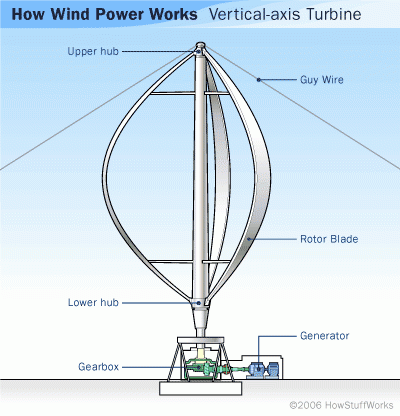 How Wind Power Works Vertical-axis Turbine
Upper hub
Guy Wire
Rotor Blade
Lower hub
Generator
Gearbox
©2006 HowStuffWorks